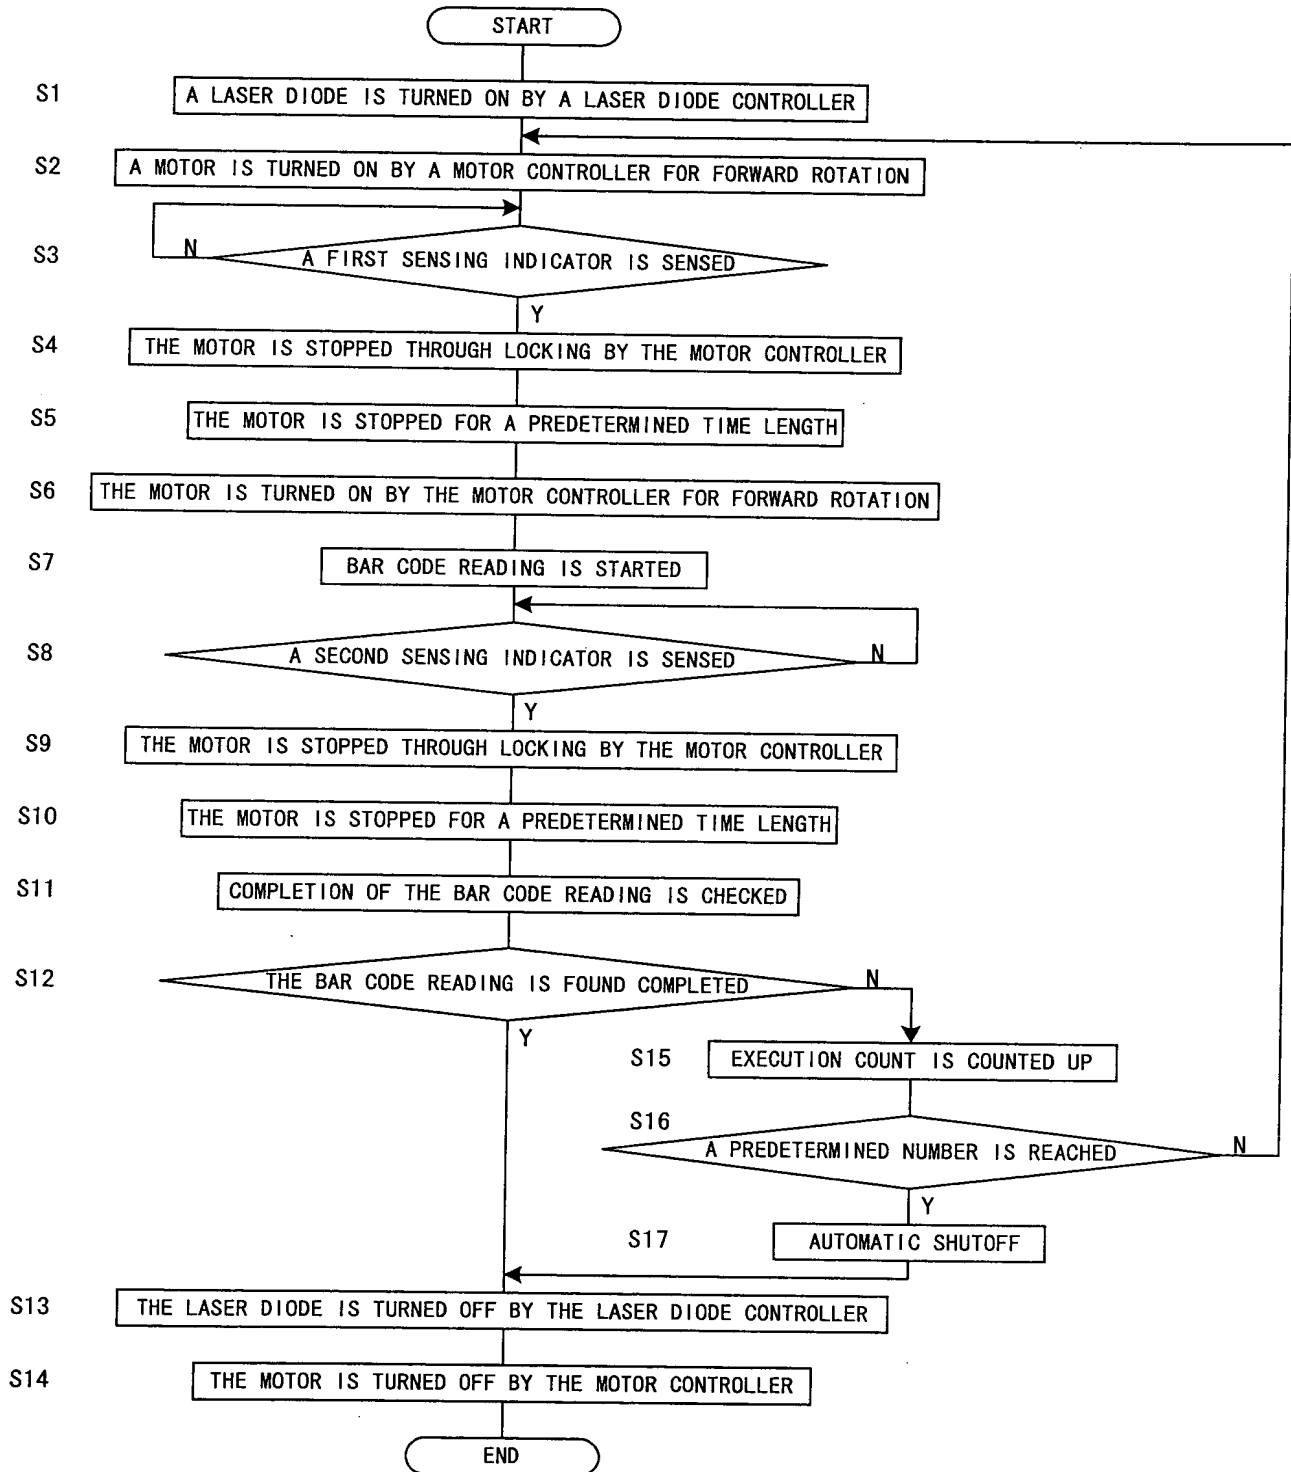 START
S1 A LASER DIODE IS TURNED ON BY A LASER DIODE CONTROLLER
S2 A MOTOR IS TURNED ON BY A MOTOR CONTROLLER FOR FORWARD ROTATION
S3 N A FIRST SENSING INDICATOR IS SENSED
Y
S4 THE MOTOR IS STOPPED THROUGH LOCKING BY THE MOTOR CONTROLLER
S5 THE MOTOR IS STOPPED FOR A PREDETERMINED TIME LENGTH
S6 THE MOTOR IS TURNED ON BY THE MOTOR CONTROLLER FOR FORWARD ROTATION
S7 BAR CODE READING IS STARTED
S8 A SECOND SENSING INDICATOR IS SENSED N
Y
S9 THE MOTOR IS STOPPED THROUGH LOCKING BY THE MOTOR CONTROLLER
S10 THE MOTOR IS STOPPED FOR A PREDETERMINED TIME LENGTH
S11 COMPLETION OF THE BAR CODE READING IS CHECKED
S12 THE BAR CODE READING IS FOUND COMPLETED N
Y
S15 EXECUTION COUNT IS COUNTED UP
S16 A PREDETERMINED NUMBER IS REACHED N
Y
S17 AUTOMATIC SHUTOFF
S13 THE LASER DIODE IS TURNED OFF BY THE LASER DIODE CONTROLLER
S14 THE MOTOR IS TURNED OFF BY THE MOTOR CONTROLLER
END